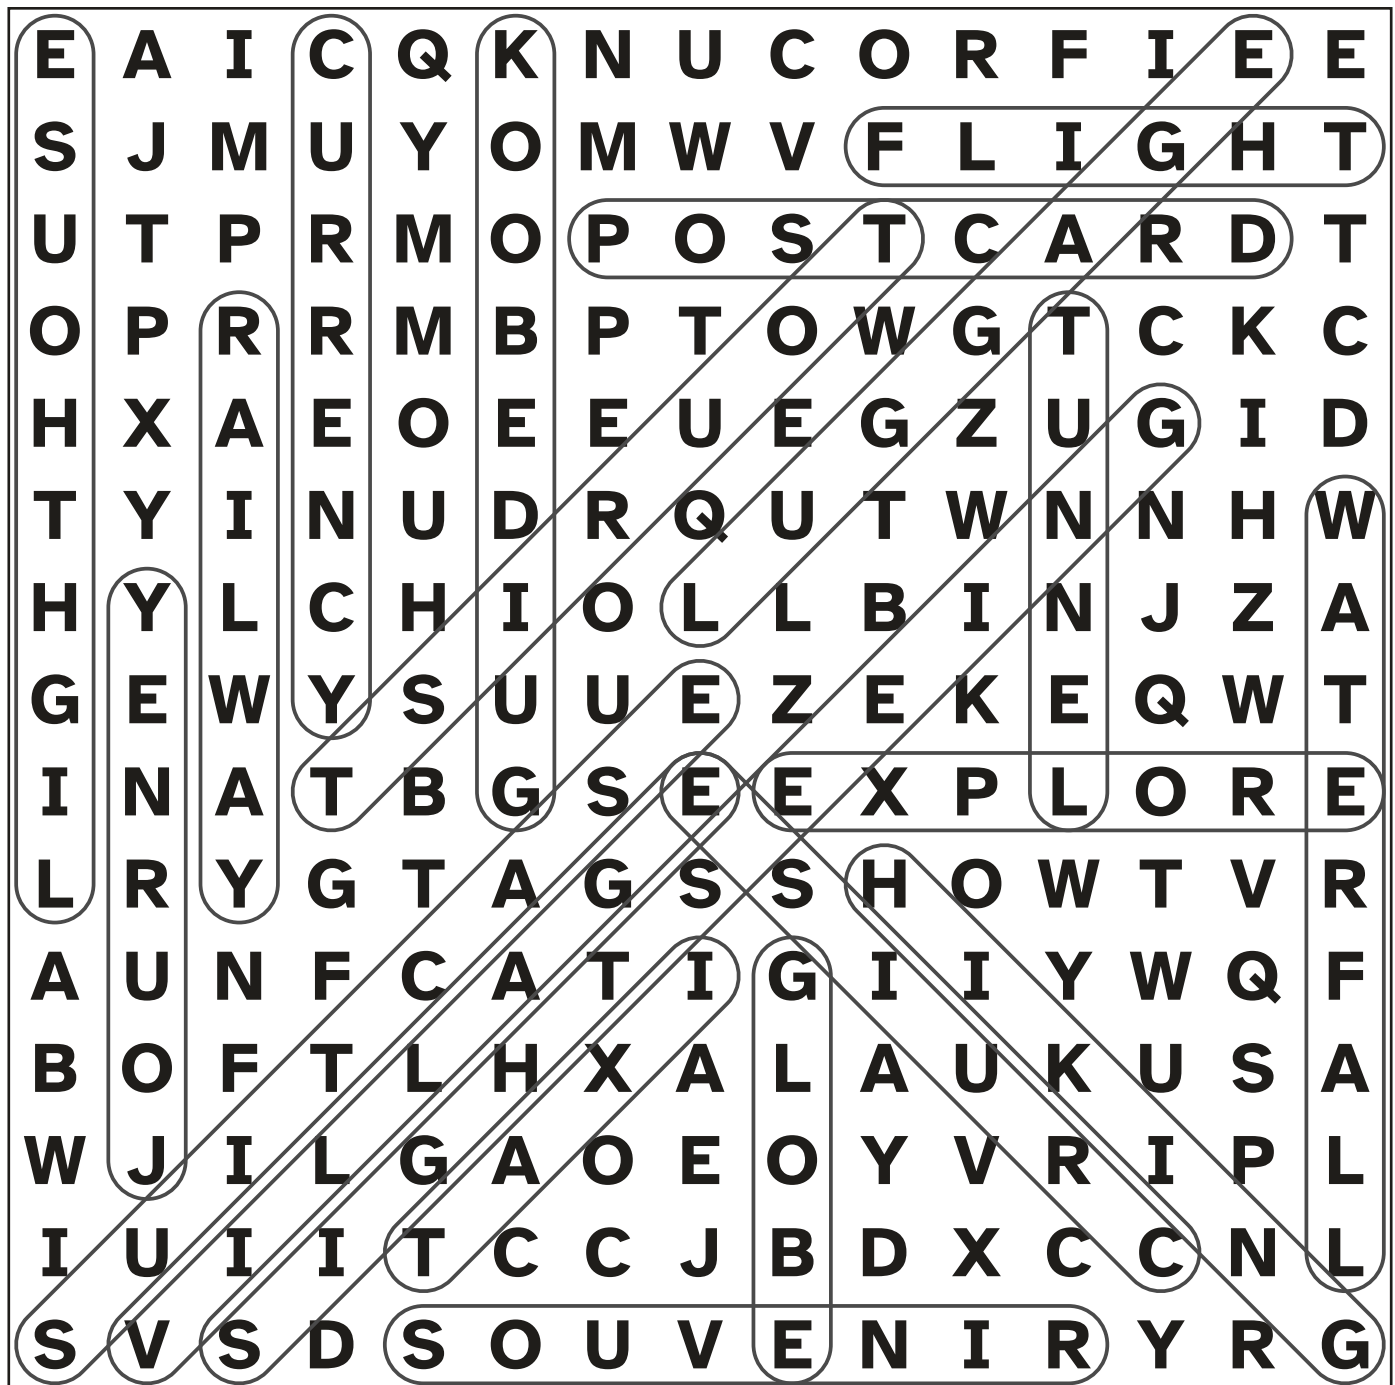 E A I C Q K N U C O R F I E E
S J M U Y O M W V F L I G H T
U T P R M O P O S T C A R D T
O P R R M B P T O W G T C K C
H X A E O E E U E G Z U G I D
T Y I N U D R Q U T W N N H W
H Y L C H I O L L B I N J Z A
G E W Y S U U E Z E K E Q W T
I N A T B G S E E X P L O R E
L R Y G T A G S S H O W T V R
A U N F C A T I G I I Y W Q F
B O F T L H X A L A U K U S A
W J I L G A O E O Y V R I P L
I U I I T C C J B D X C C N L
S V S D S O U V E N I R Y R G